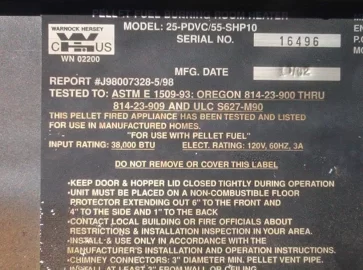 PELLET FUEL BURNING ROOM HEATER
WARNOCK HERSEY
MODEL: 25-PDVC/55-SHP10
C US
WN 02200
SERIAL NO.
16496
MFG. DATE
REPORT #J98007328-5/98
TESTED TO: ASTM E 1509-93: OREGON 814-23-900 THRU
814-23-909 AND ULC S627-M90
THIS PELLET FIRED APPLIANCE HAS BEEN TESTED AND LISTED
FOR USE IN MANUFACTURED HOMES.
"FOR USE WITH PELLET FUEL"
INPUT RATING: 38,000 BTU ELECT. RATING: 120V, 60HZ, 3A
DO NOT REMOVE OR COVER THIS LABEL
•KEEP DOOR & HOPPER LID CLOSED TIGHTLY DURING OPERATION
•UNIT MUST BE PLACED ON A NON-COMBUSTIBLE FLOOR
PROTECTOR EXTENDING OUT 6" TO THE FRONT AND
4" TO THE SIDE AND 1" TO THE BACK
•CONTACT LOCAL BUILDING OR FIRE OFFICIALS ABOUT
RESTRICTIONS & INSTALLATION INSPECTION IN YOUR AREA.
•INSTALL & USE ONLY IN ACCORDANCE WITH THE
MANUFACTURER'S INSTALLATION AND OPERATION INSTRUCTIONS.
•CHIMNEY CONNECTORS: 3" DIAMETER MIN. PELLET VENT PIPE.